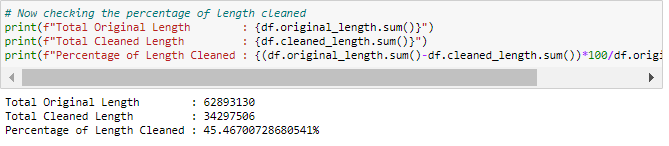 # Now checking the percentage of length cleaned
print(f"Total Original Length         : {df.original_length.sum()}")
print(f"Total Cleaned Length          : {df.cleaned_length.sum()}")
print(f"Percentage of Length Cleaned : {(df.original_length.sum()-df.cleaned_length.sum())*100/df.origi
Total Original Length        : 62893130
Total Cleaned Length         : 34297506
Percentage of Length Cleaned : 45.46700728680541%